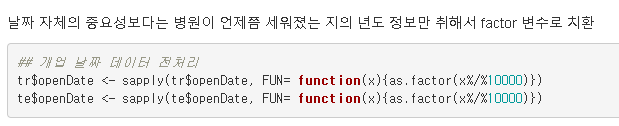 날짜 자체의 중요성보다는 병원이 언제쯤 세워졌는 지의 년도 정보만 취해서 factor 변수로 치환
## 개업 날짜 데이터 전처리
tr$openDate <- sapply(tr$openDate, FUN= function(x){as.factor(x%/%10000)})
te$openDate <- sapply(te$openDate, FUN= function(x){as.factor(x%/%10000)})